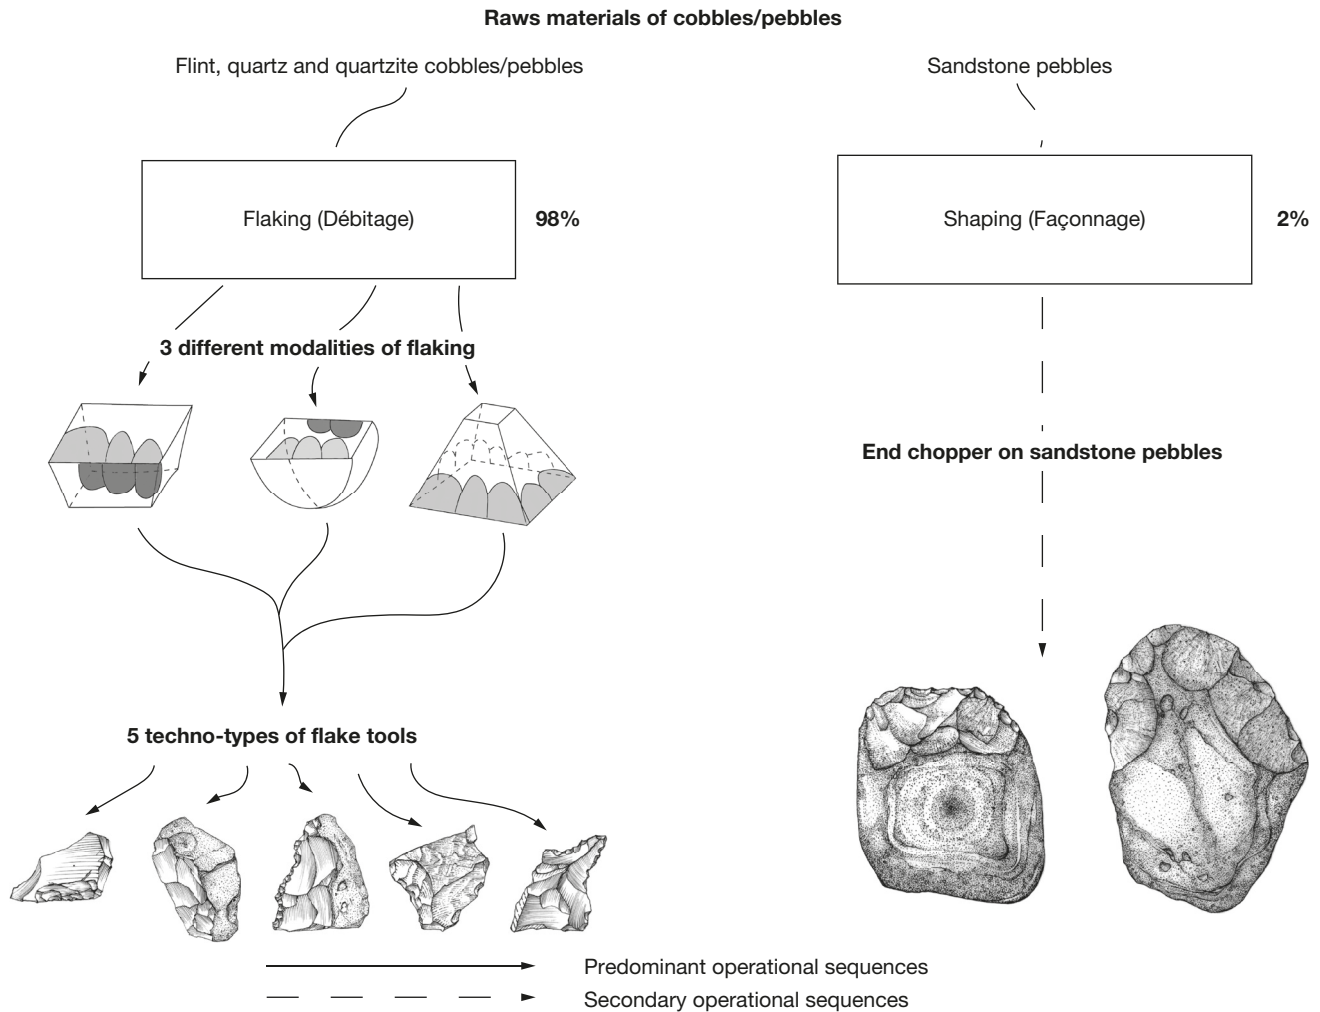 Raws materials of cobbles/pebbles
Flint, quartz and quartzite cobbles/pebbles
Sandstone pebbles
Flaking (Débitage)
98%
Shaping (Façonnage)
2%
3 different modalities of flaking
End chopper on sandstone pebbles
5 techno-types of flake tools
Predominant operational sequences
Secondary operational sequences